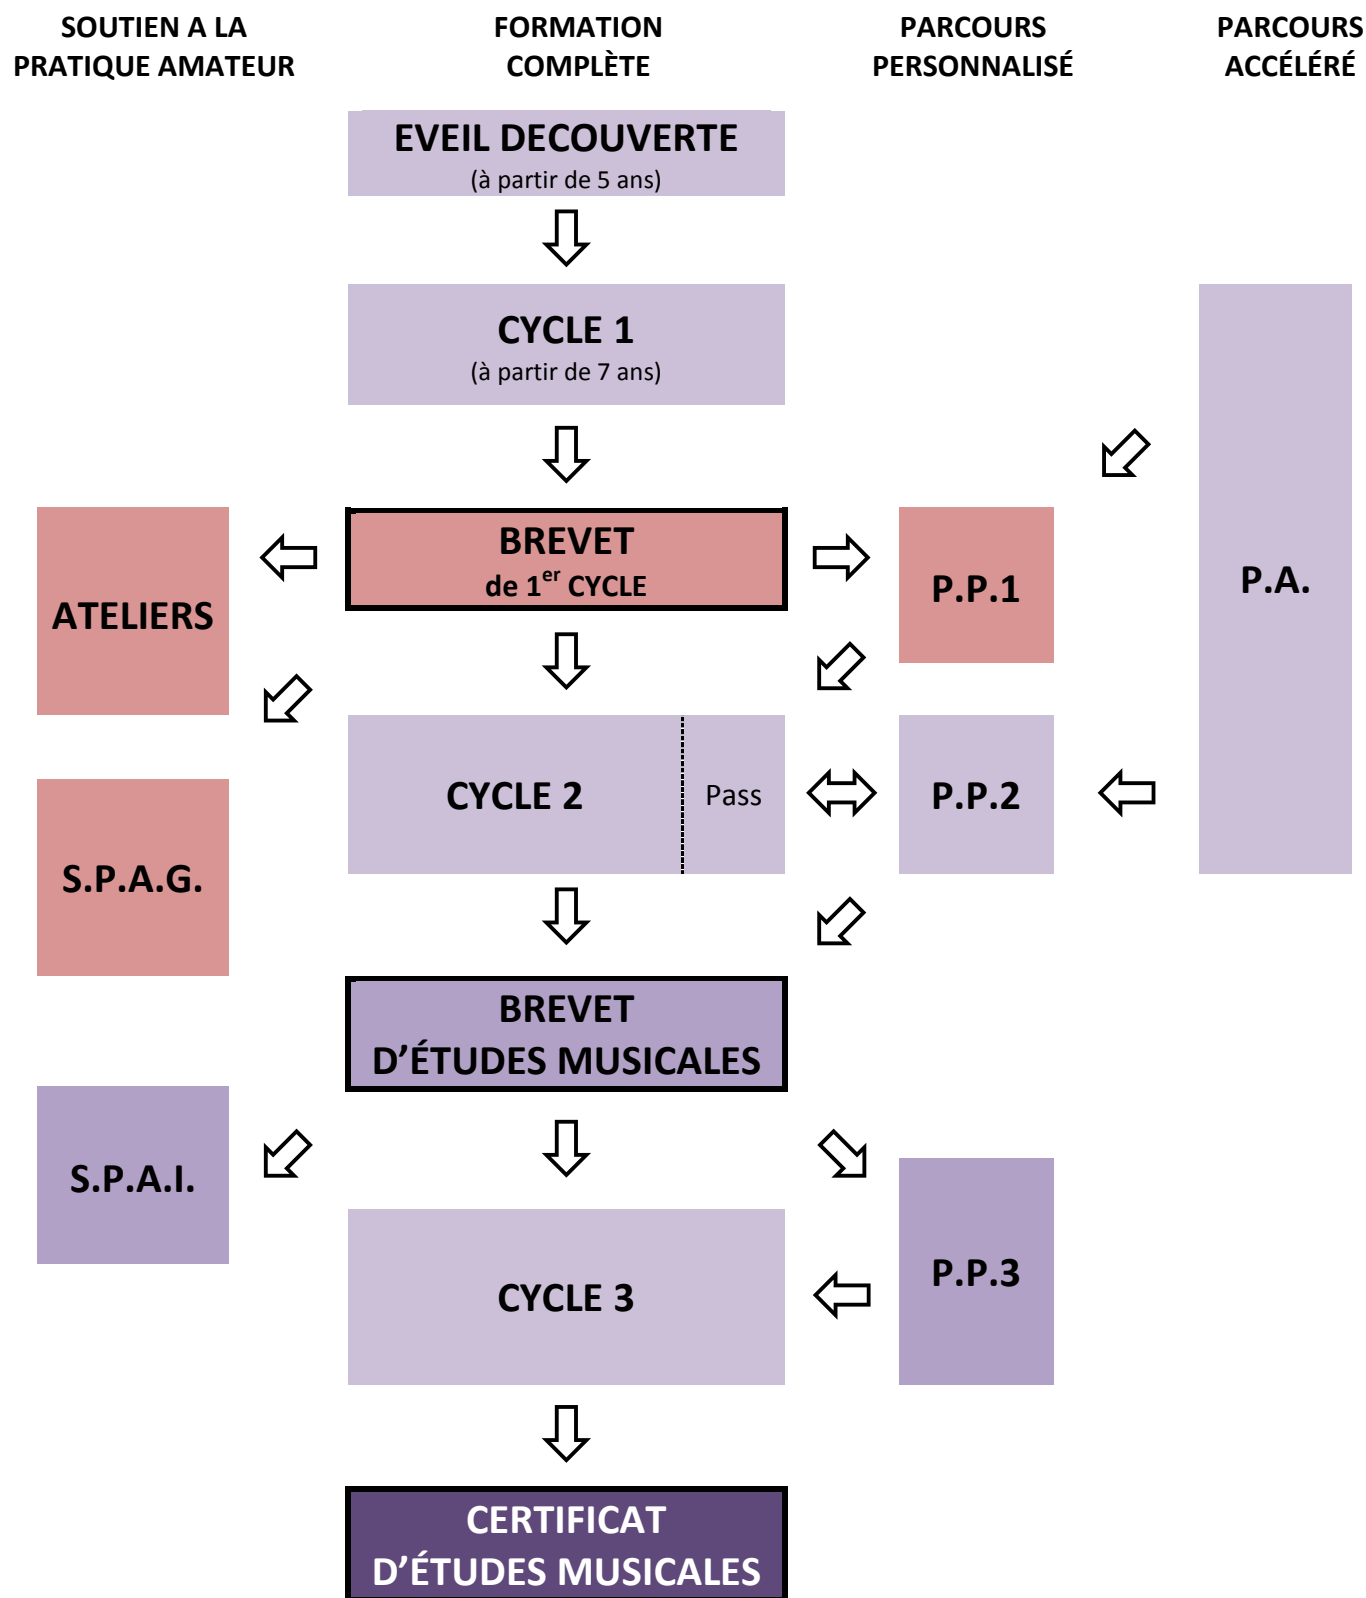 SOUTIEN A LA
PRATIQUE AMATEUR
FORMATION
COMPLÈTE
PARCOURS
PERSONNALISÉ
PARCOURS
ACCÉLÉRÉ
EVEIL DECOUVERTE
(à partir de 5 ans)
CYCLE 1
(à partir de 7 ans)
BREVET
de 1er CYCLE
ATELIERS
P.P.1
P.A.
CYCLE 2
Pass
P.P.2
S.P.A.G.
BREVET
D’ÉTUDES MUSICALES
S.P.A.I.
CYCLE 3
P.P.3
CERTIFICAT
D’ÉTUDES MUSICALES